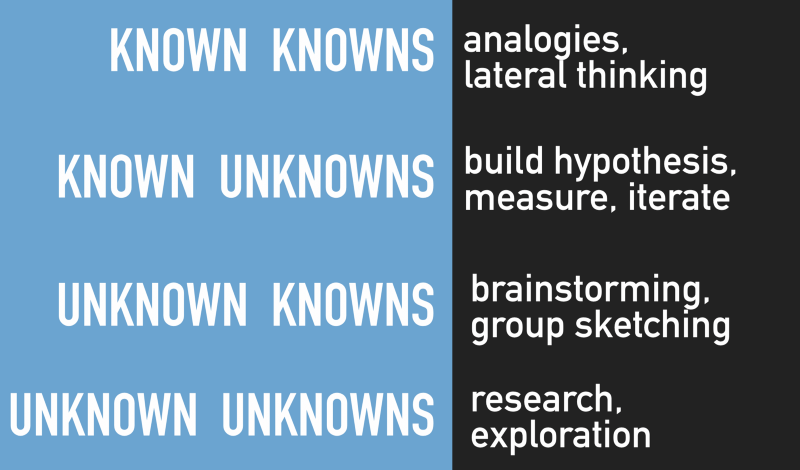 KNOWN KNOWNS
analogies,
lateral thinking
KNOWN UNKNOWNS
build hypothesis,
measure, iterate
UNKNOWN KNOWNS
brainstorming,
group sketching
UNKNOWN UNKNOWNS
research,
exploration